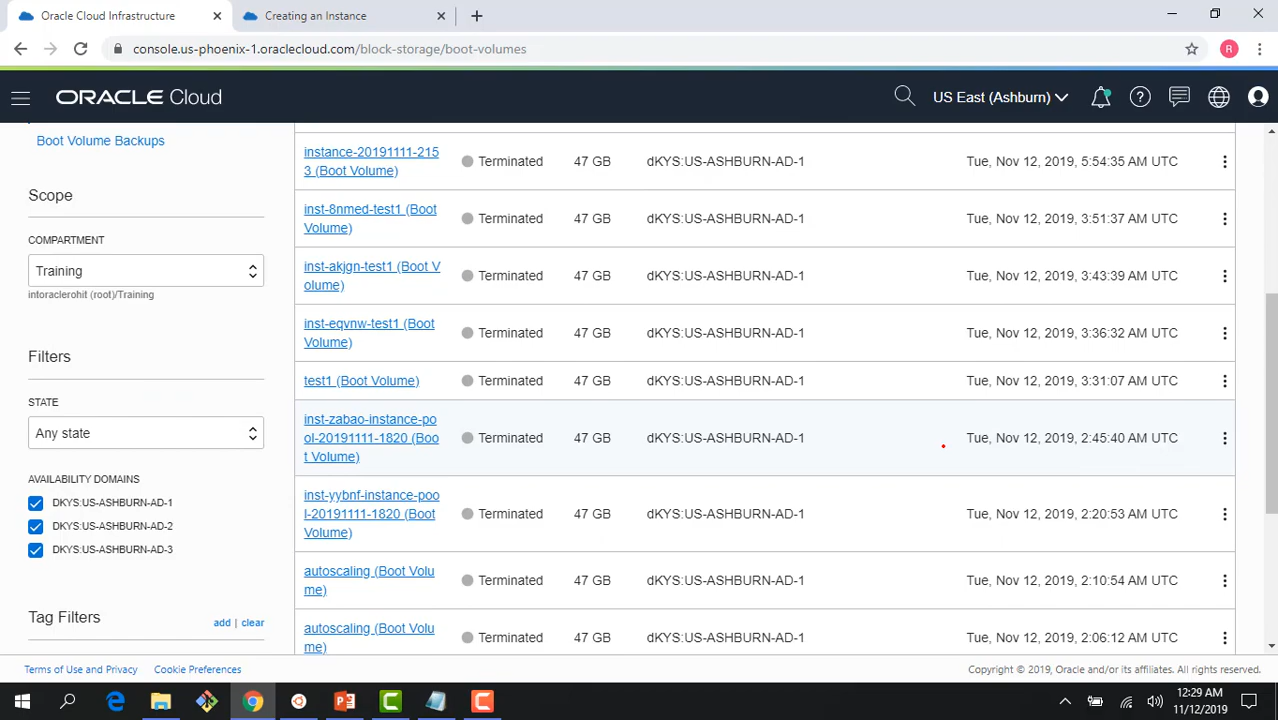 Oracle Cloud Infrastructure
Creating an Instance
console.us-phoenix-1.oraclecloud.com/block-storage/boot-volumes
R
ORACLE Cloud
US East (Ashburn)
Boot Volume Backups
Scope
COMPARTMENT
Training
intoraclerohit (root)/Training
Filters
STATE
Any state
AVAILABILITY DOMAINS
DKYS:US-ASHBURN-AD-1
DKYS:US-ASHBURN-AD-2
DKYS:US-ASHBURN-AD-3
Tag Filters
add | clear
instance-20191111-215
3 (Boot Volume)
Terminated
47 GB
dKYS:US-ASHBURN-AD-1
Tue, Nov 12, 2019, 5:54:35 AM UTC
inst-8nmed-test1 (Boot
Volume)
Terminated
47 GB
dKYS:US-ASHBURN-AD-1
Tue, Nov 12, 2019, 3:51:37 AM UTC
inst-akjgn-test1 (Boot V
olume)
Terminated
47 GB
dKYS:US-ASHBURN-AD-1
Tue, Nov 12, 2019, 3:43:39 AM UTC
inst-eqvnw-test1 (Boot
Volume)
Terminated
47 GB
dKYS:US-ASHBURN-AD-1
Tue, Nov 12, 2019, 3:36:32 AM UTC
test1 (Boot Volume)
Terminated
47 GB
dKYS:US-ASHBURN-AD-1
Tue, Nov 12, 2019, 3:31:07 AM UTC
inst-zabao-instance-po
ol-20191111-1820 (Boo
t Volume)
Terminated
47 GB
dKYS:US-ASHBURN-AD-1
Tue, Nov 12, 2019, 2:45:40 AM UTC
inst-yybnf-instance-poo
l-20191111-1820 (Boot
Volume)
Terminated
47 GB
dKYS:US-ASHBURN-AD-1
Tue, Nov 12, 2019, 2:20:53 AM UTC
autoscaling (Boot Volu
me)
Terminated
47 GB
dKYS:US-ASHBURN-AD-1
Tue, Nov 12, 2019, 2:10:54 AM UTC
autoscaling (Boot Volu
me)
Terminated
47 GB
dKYS:US-ASHBURN-AD-1
Tue, Nov 12, 2019, 2:06:12 AM UTC
Terms of Use and Privacy
Cookie Preferences
Copyright © 2019, Oracle and/or its affiliates. All rights reserved.
12:29 AM
11/12/2019